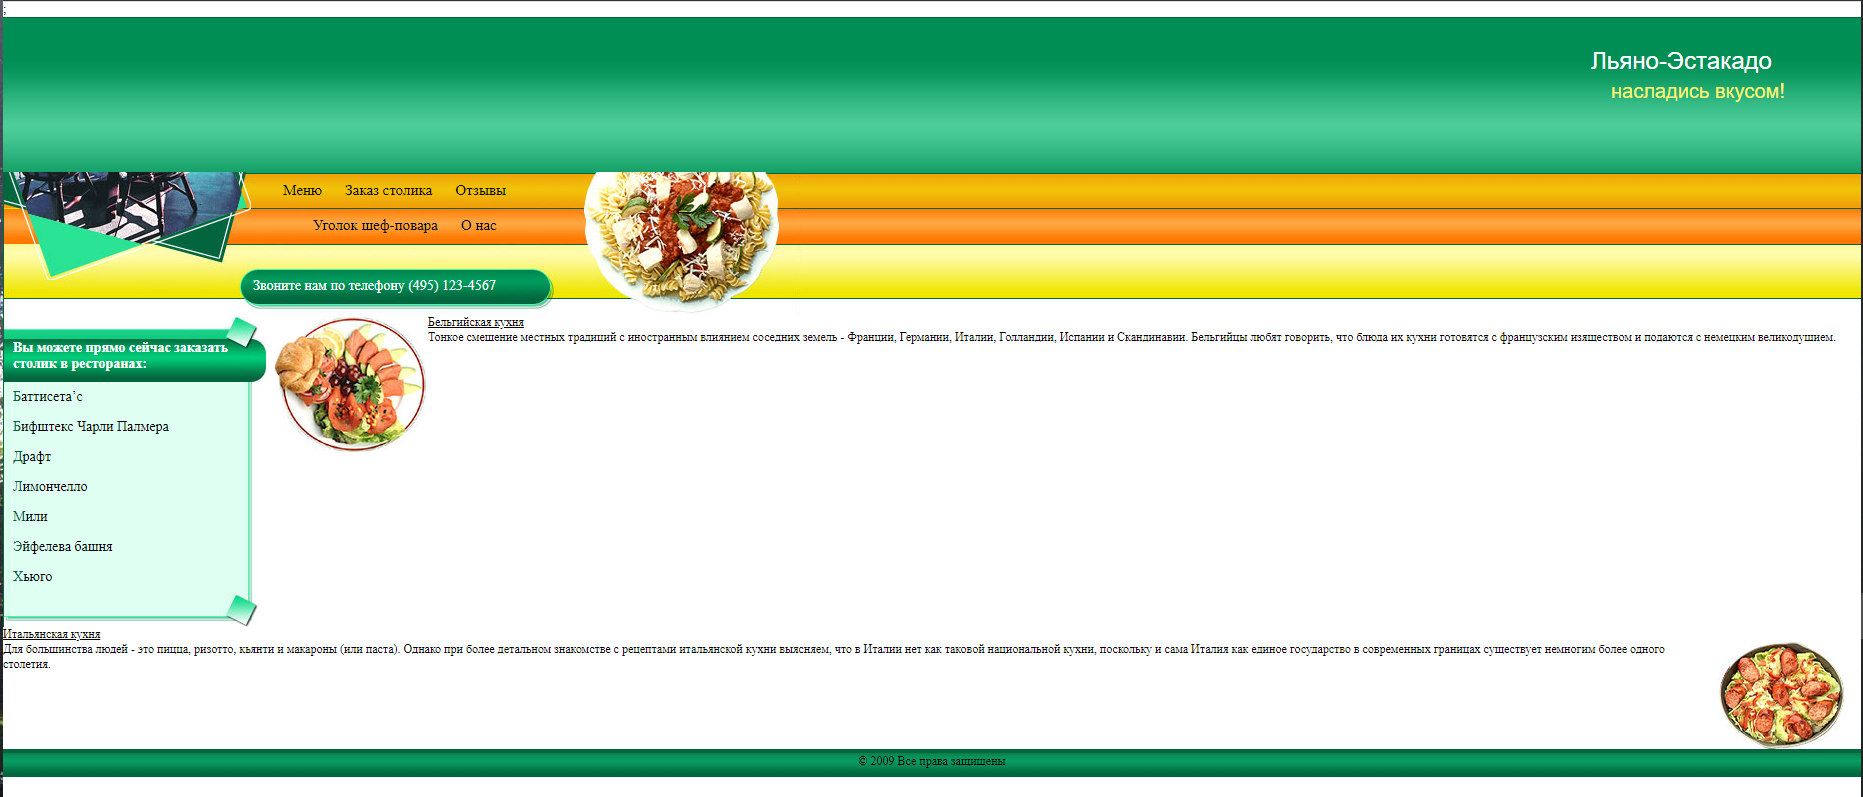 ;
Льяно-Эстакадо
насладись вкусом!
Меню Заказ столика Отзывы
Уголок шеф-повара О нас
Звоните нам по телефону (495) 123-4567
Вы можете прямо сейчас заказать
столик в ресторанах:
Баттисета’с
Бифштекс Чарли Палмера
Драфт
Лимончелло
Мили
Эйфелева башня
Хьюго
Бельгийская кухня
Тонкое смешение местных традиций с иностранным влиянием соседних земель - Франции, Германии, Италии, Голландии, Испании и Скандинавии. Бельгийцы любят говорить, что блюда их кухни готовятся с французским изяществом и подаются с немецким великодушием.
Итальянская кухня
Для большинства людей - это пицца, ризотто, кьянти и макароны (или паста). Однако при более детальном знакомстве с рецептами итальянской кухни выясняем, что в Италии нет как таковой национальной кухни, поскольку и сама Италия как единое государство в современных границах существует немногим более одного
столетия.
© 2009 Все права защищены